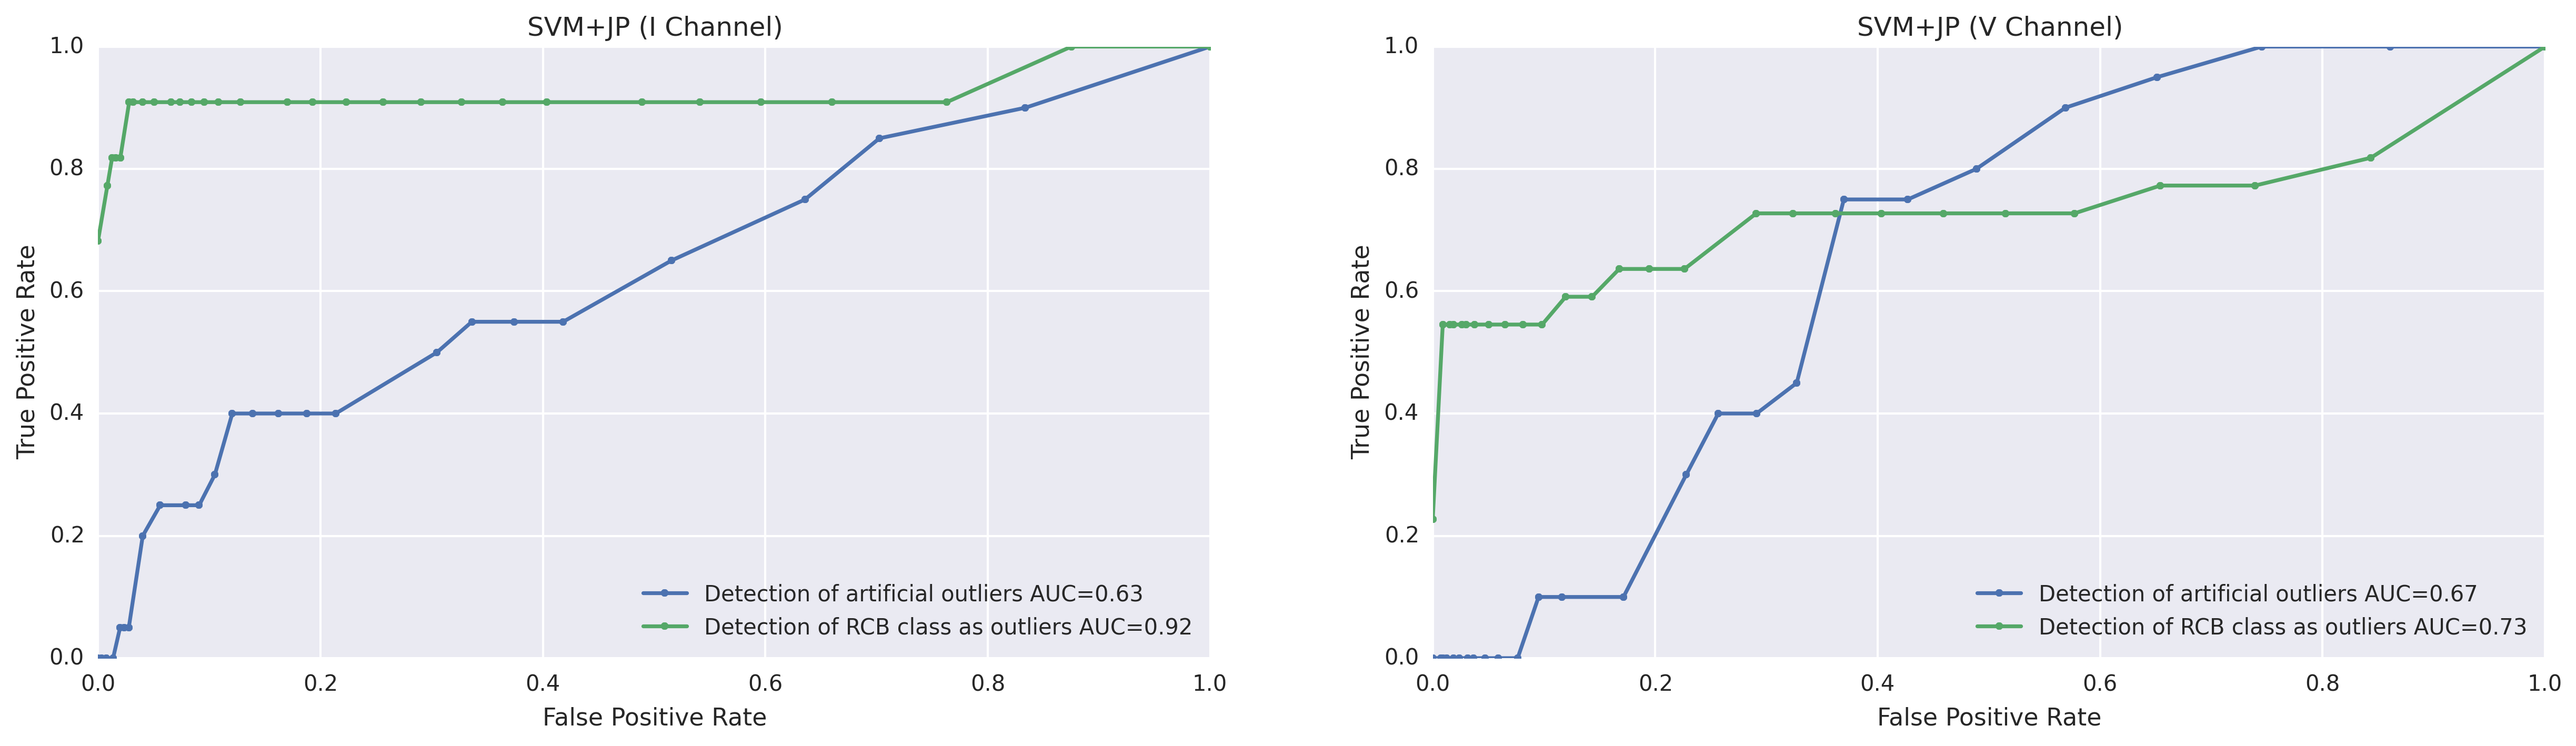 SVM+JP (I Channel)
1.0
0.8
0.6
0.4
0.2
0.0
True Positive Rate
Detection of artificial outliers AUC=0.63
Detection of RCB class as outliers AUC=0.92
0.0 0.2 0.4 0.6 0.8 1.0
False Positive Rate
SVM+JP (V Channel)
1.0
0.8
0.6
0.4
0.2
0.0
True Positive Rate
Detection of artificial outliers AUC=0.67
Detection of RCB class as outliers AUC=0.73
0.0 0.2 0.4 0.6 0.8 1.0
False Positive Rate